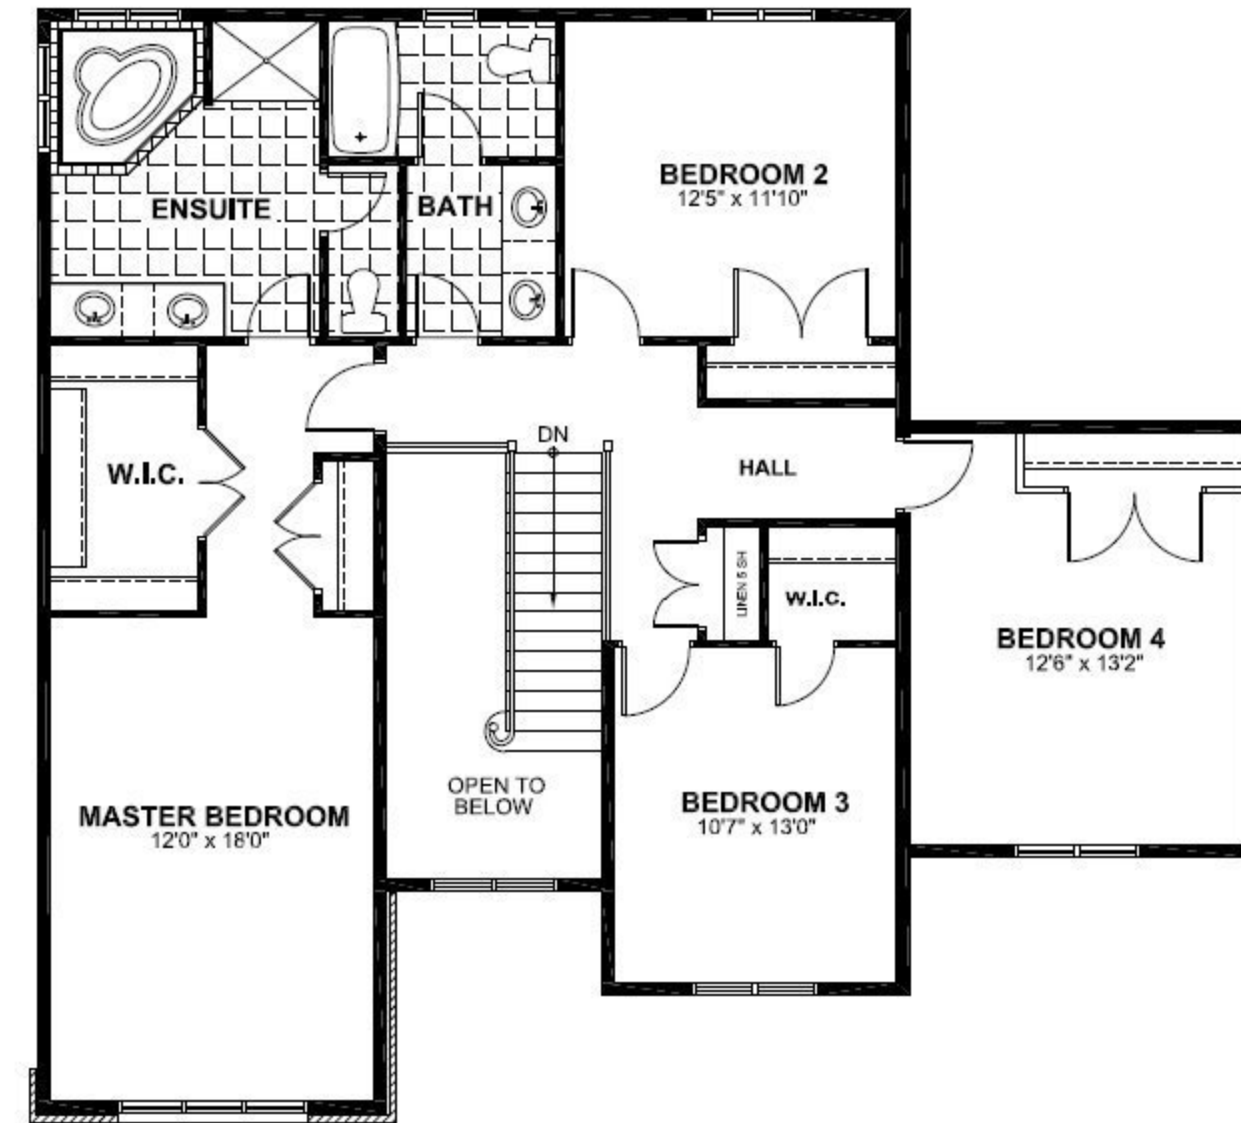 BEDROOM 2
12'5" x 11'10"
ENSUITE
BATH
DN
HALL
W.I.C.
LINEN 5 SH
W.I.C.
BEDROOM 4
12'6" x 13'2"
OPEN TO
BELOW
MASTER BEDROOM
12'0" x 18'0"
BEDROOM 3
10'7" x 13'0"